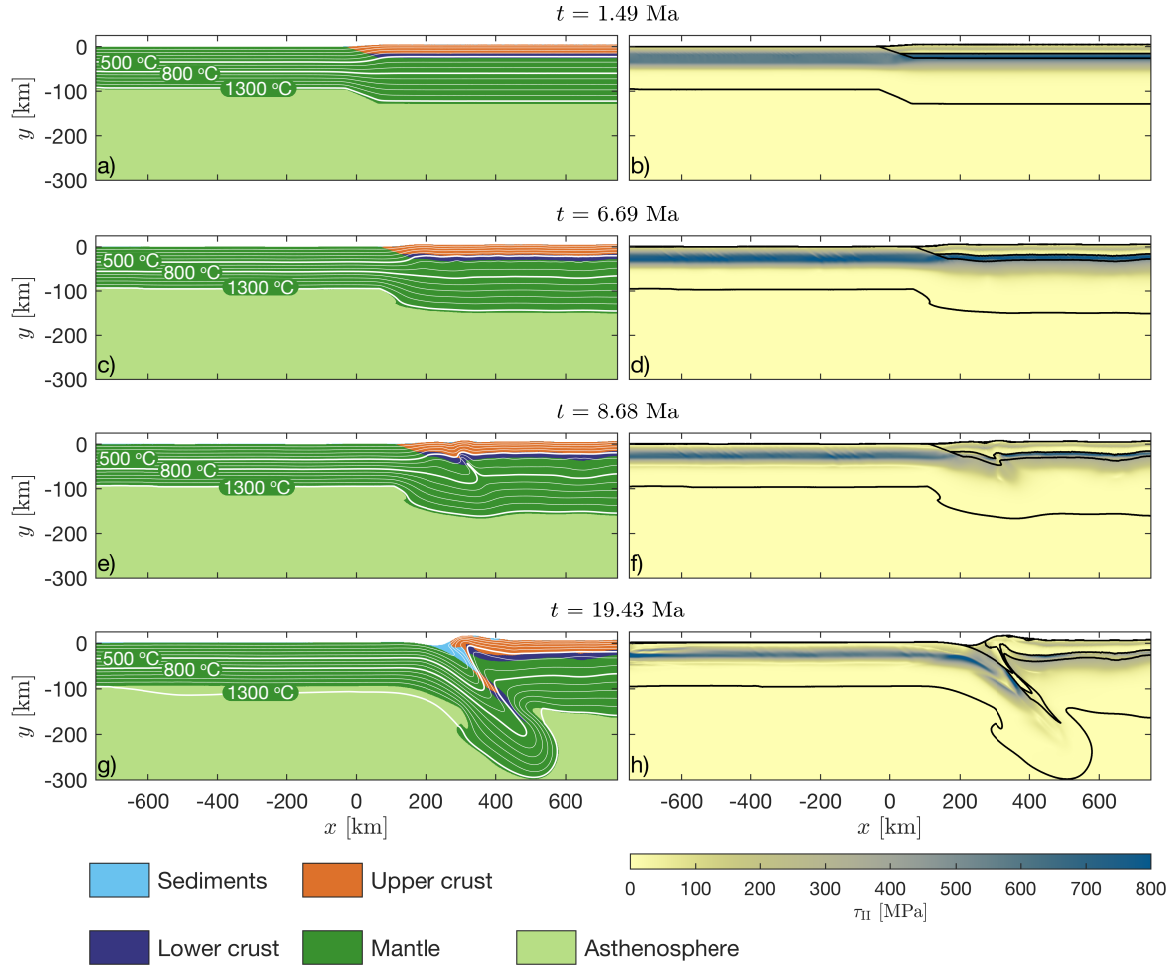 t = 1.49 Ma
0
-100
-200
-300
y [km]
500 °C
800 °C
1300 °C
a)
b)
t = 6.69 Ma
0
-100
-200
-300
y [km]
500 °C
800 °C
1300 °C
c)
d)
t = 8.68 Ma
0
-100
-200
-300
y [km]
500 °C
800 °C
1300 °C
e)
f)
t = 19.43 Ma
0
-100
-200
-300
y [km]
500 °C
800 °C
1300 °C
g)
h)
-600 -400 -200 0 200 400 600
x [km]
-600 -400 -200 0 200 400 600
x [km]
Sediments
Upper crust
Lower crust
Mantle
Asthenosphere
0 100 200 300 400 500 600 700 800
τII [MPa]